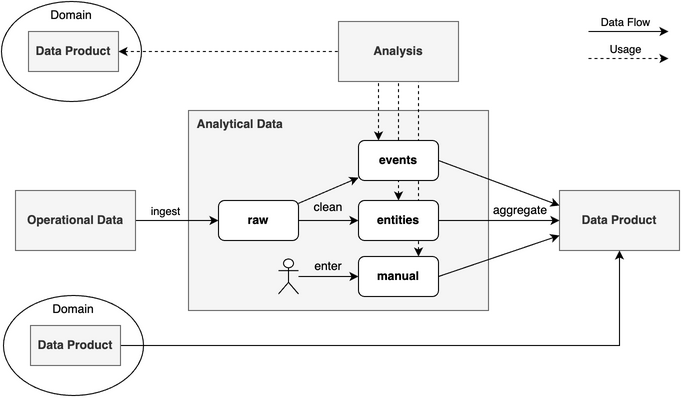 Domain
Data Product
Analysis
Data Flow
Usage
Analytical Data
events
Operational Data
ingest
raw
clean
entities
aggregate
Data Product
enter
manual
Domain
Data Product